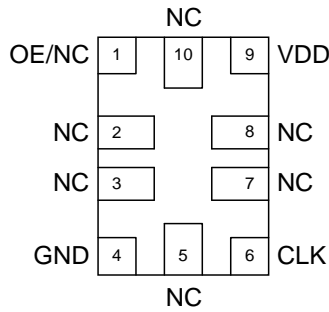 NC
OE/NC 1 10 9 VDD
NC 2 8 NC
NC 3 7 NC
GND 4 5 6 CLK
NC